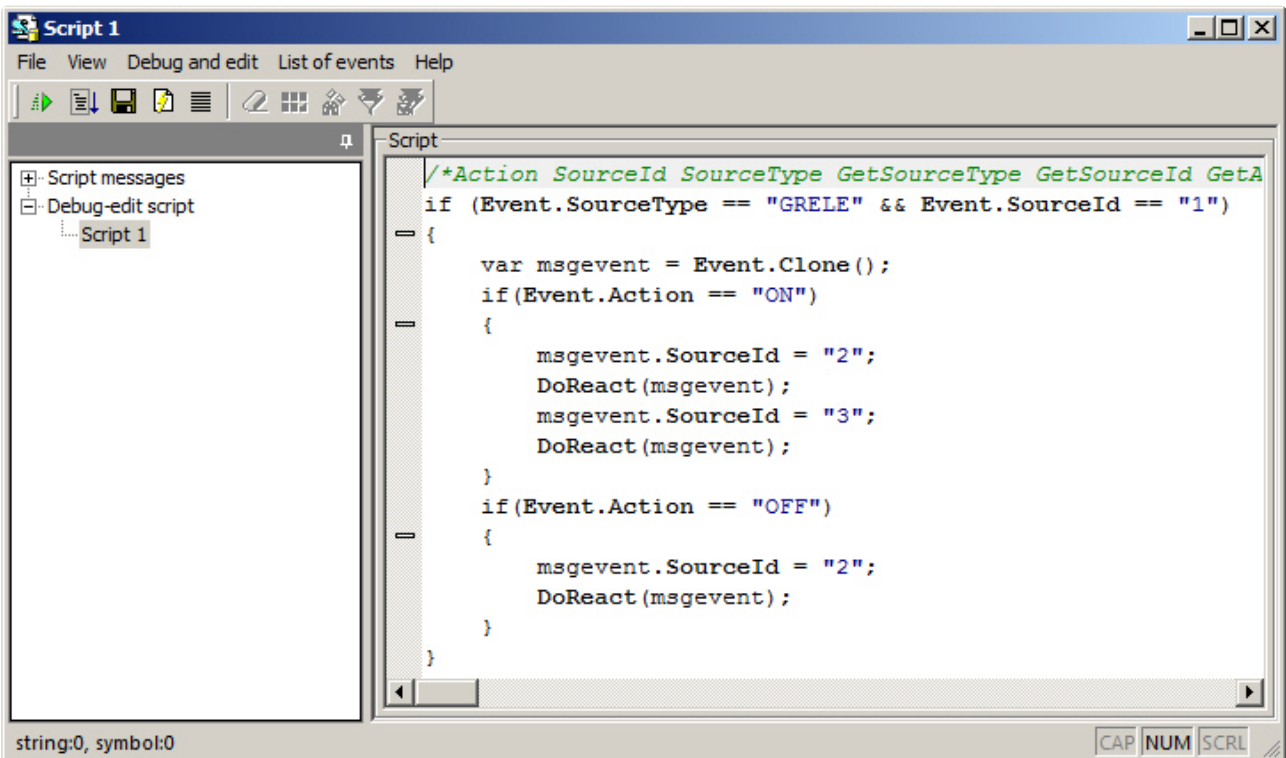 Script 1
File View Debug and edit List of events Help
Script
Script messages
Debug-edit script
Script 1
/*Action SourceId SourceType GetSourceType GetSourceId GetA
if (Event.SourceType == "GRELE" && Event.SourceId == "1")
{
    var msgevent = Event.Clone();
    if(Event.Action == "ON")
    {
        msgevent.SourceId = "2";
        DoReact(msgevent);
        msgevent.SourceId = "3";
        DoReact(msgevent);
    }
    if(Event.Action == "OFF")
    {
        msgevent.SourceId = "2";
        DoReact(msgevent);
    }
}
string:0, symbol:0 CAP NUM SCRL